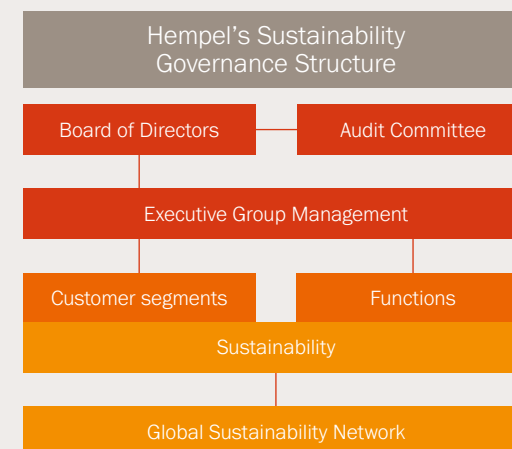 Hempel's Sustainability
Governance Structure
Board of Directors
Audit Committee
Executive Group Management
Customer segments
Functions
Sustainability
Global Sustainability Network